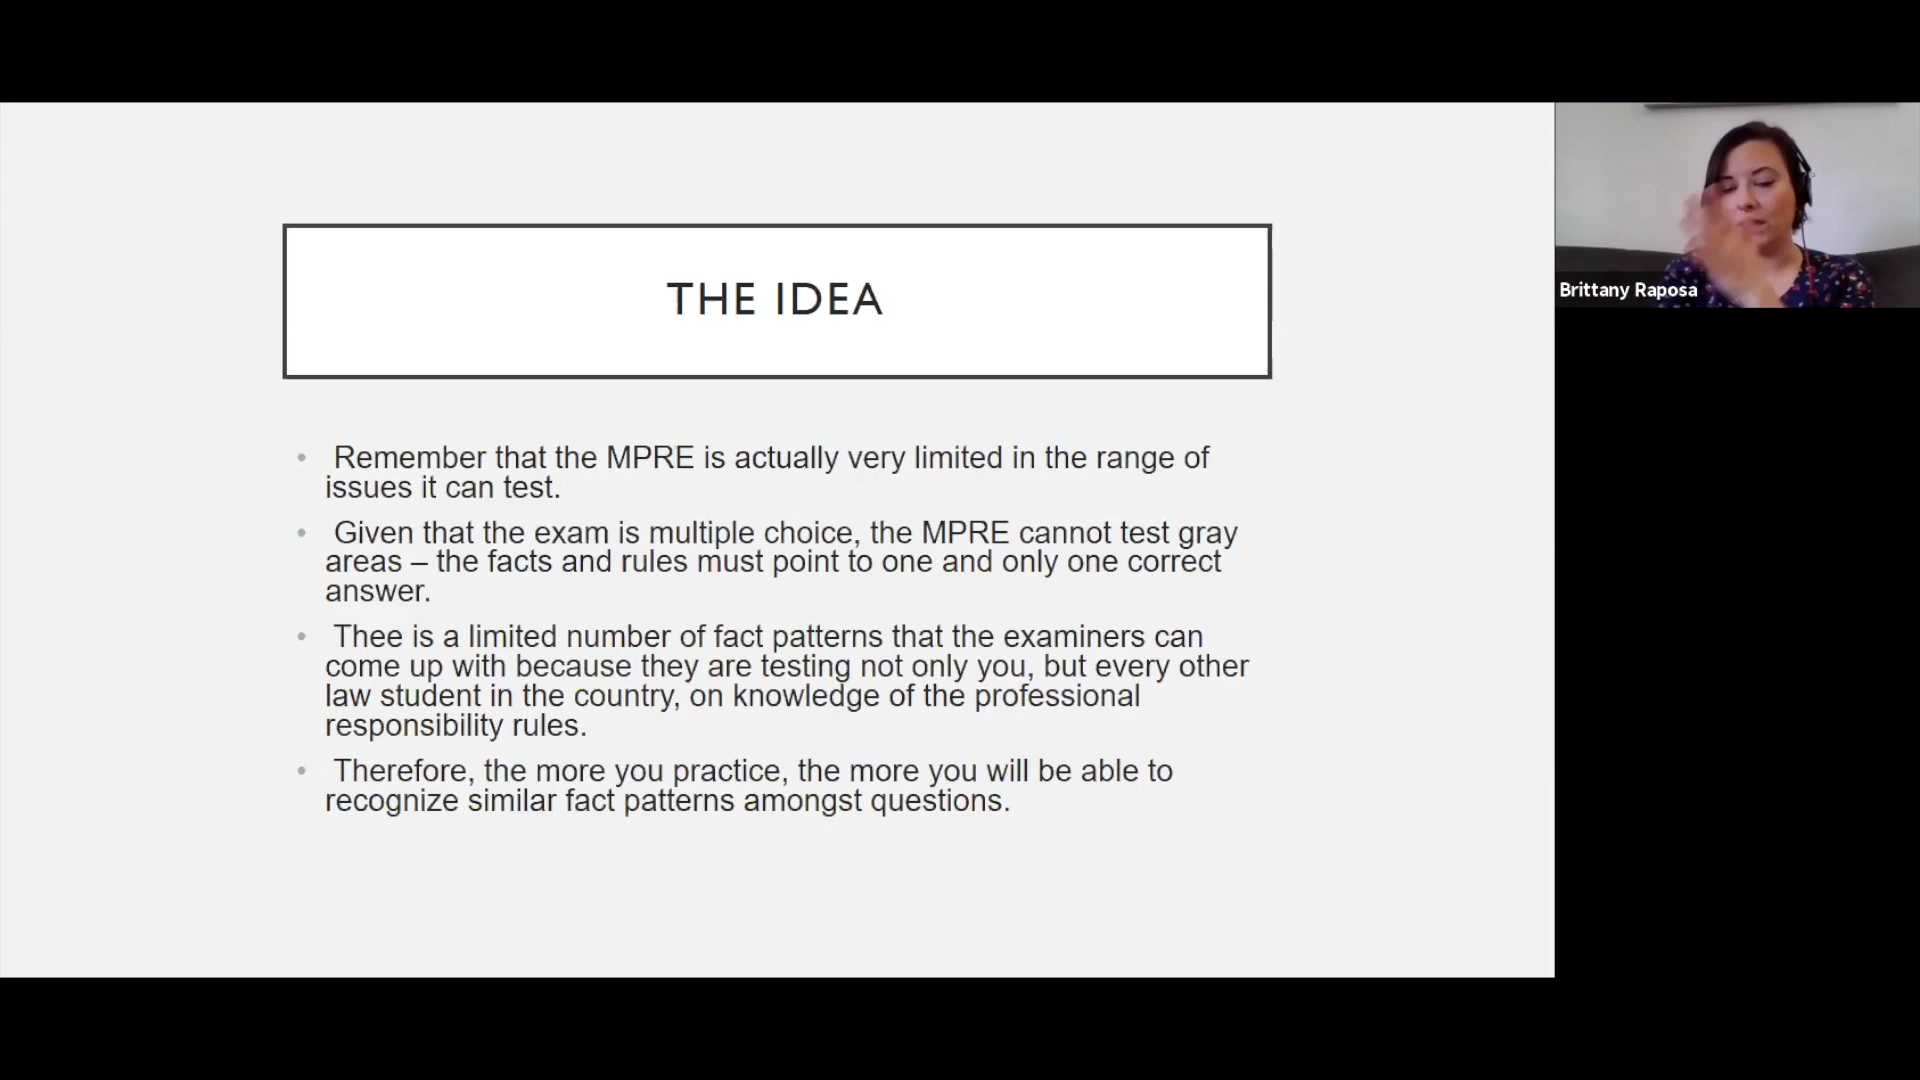 THE IDEA
• Remember that the MPRE is actually very limited in the range of
issues it can test.
• Given that the exam is multiple choice, the MPRE cannot test gray
areas – the facts and rules must point to one and only one correct
answer.
• Thee is a limited number of fact patterns that the examiners can
come up with because they are testing not only you, but every other
law student in the country, on knowledge of the professional
responsibility rules.
• Therefore, the more you practice, the more you will be able to
recognize similar fact patterns amongst questions.
Brittany Raposa